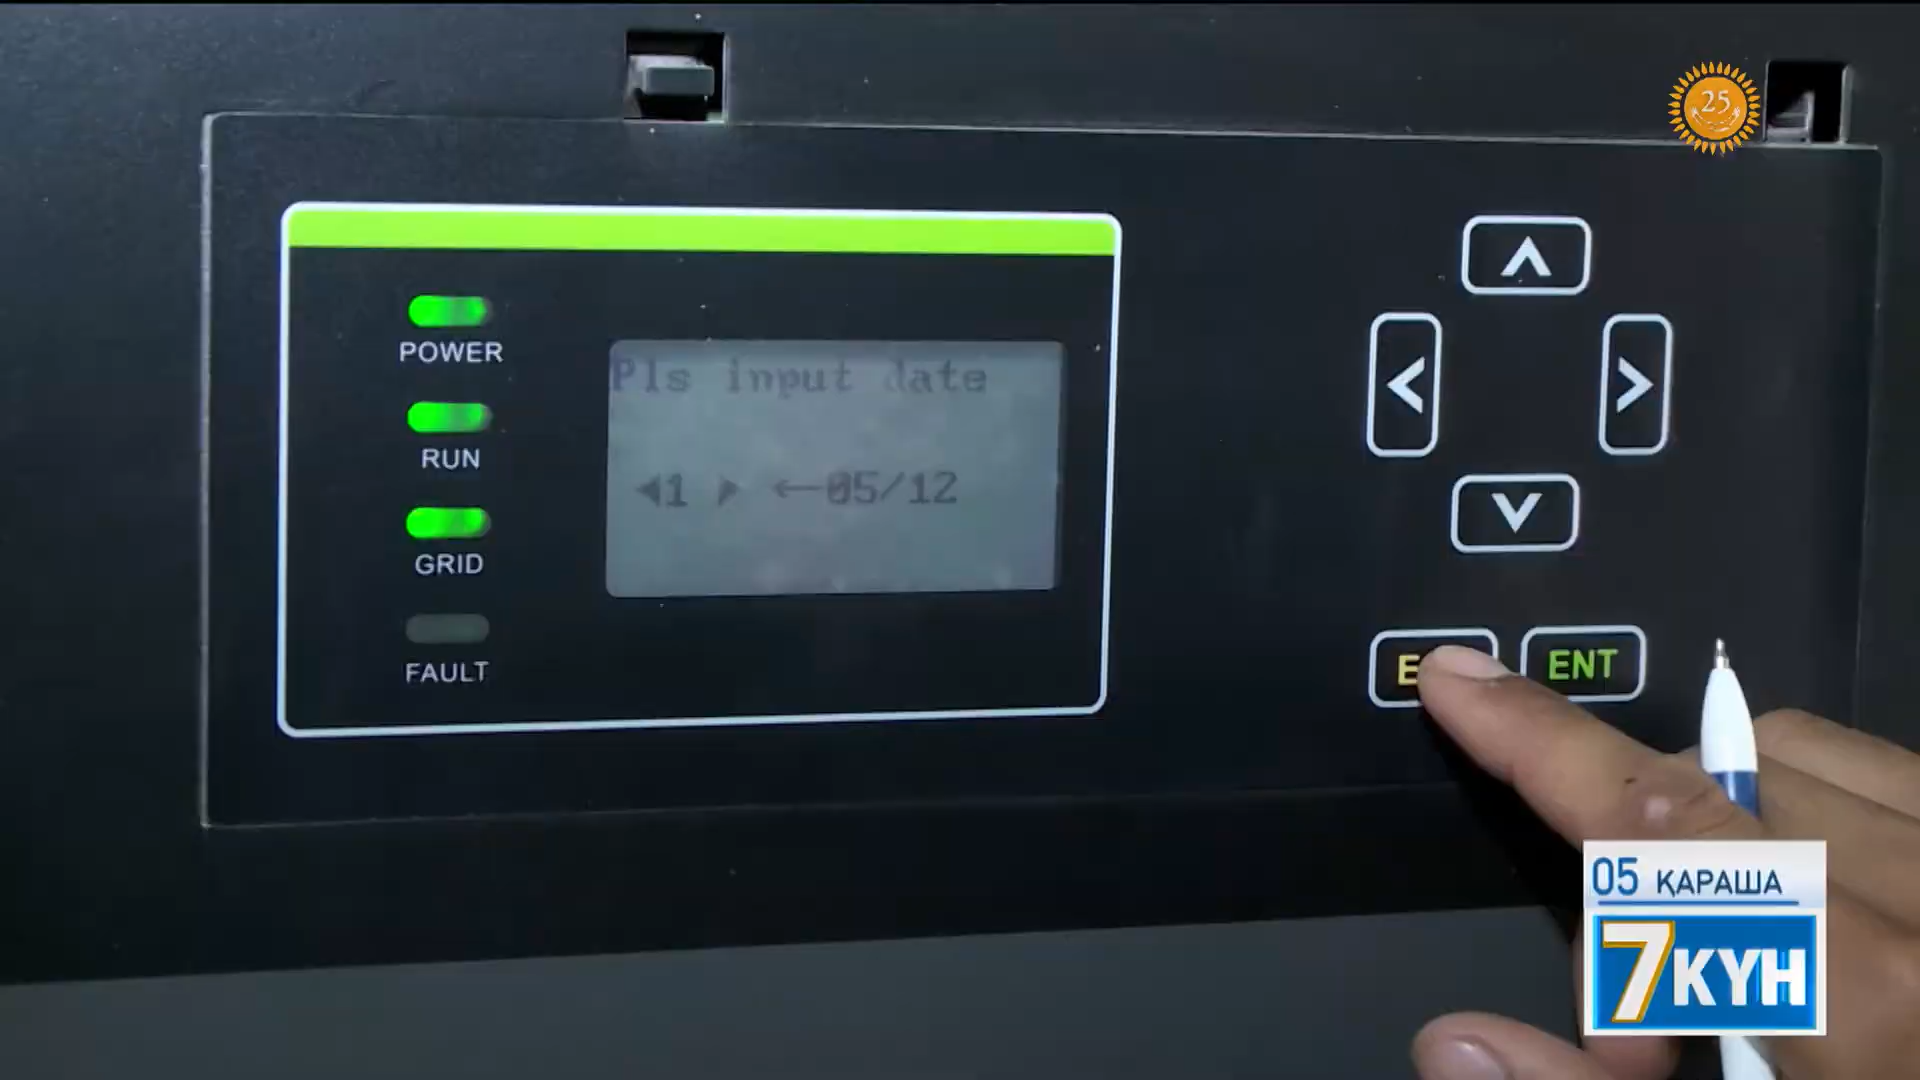 25
POWER
RUN
GRID
FAULT
Pls input date
◀1 ▶ ←05/12
ENT
05 ҚАРАША
7КҮН